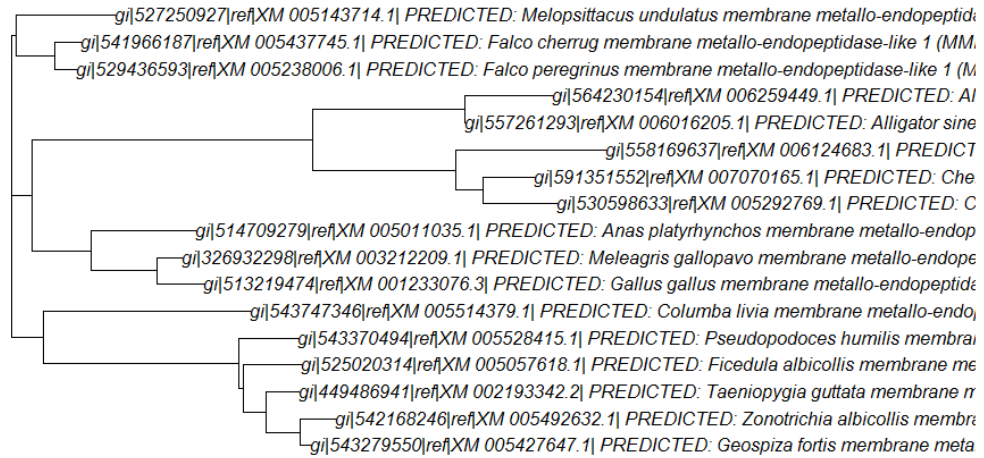 gi|527250927|ref|XM 005143714.1| PREDICTED: Melopsittacus undulatus membrane metallo-endopeptida
gi|541966187|ref|XM 005437745.1| PREDICTED: Falco cherrug membrane metallo-endopeptidase-like 1 (MM
gi|529436593|ref|XM 005238006.1| PREDICTED: Falco peregrinus membrane metallo-endopeptidase-like 1 (M
gi|564230154|ref|XM 006259449.1| PREDICTED: Al
gi|557261293|ref|XM 006016205.1| PREDICTED: Alligator sine
gi|558169637|ref|XM 006124683.1| PREDICT
gi|591351552|ref|XM 007070165.1| PREDICTED: Che
gi|530598633|ref|XM 005292769.1| PREDICTED: C
gi|514709279|ref|XM 005011035.1| PREDICTED: Anas platyrhynchos membrane metallo-endop
gi|326932298|ref|XM 003212209.1| PREDICTED: Meleagris gallopavo membrane metallo-endope
gi|513219474|ref|XM 001233076.3| PREDICTED: Gallus gallus membrane metallo-endopeptida
gi|543747346|ref|XM 005514379.1| PREDICTED: Columba livia membrane metallo-endo
gi|543370494|ref|XM 005528415.1| PREDICTED: Pseudopodoces humilis membra
gi|525020314|ref|XM 005057618.1| PREDICTED: Ficedula albicollis membrane me
gi|449486941|ref|XM 002193342.2| PREDICTED: Taeniopygia guttata membrane m
gi|542168246|ref|XM 005492632.1| PREDICTED: Zonotrichia albicollis membra
gi|543279550|ref|XM 005427647.1| PREDICTED: Geospiza fortis membrane meta